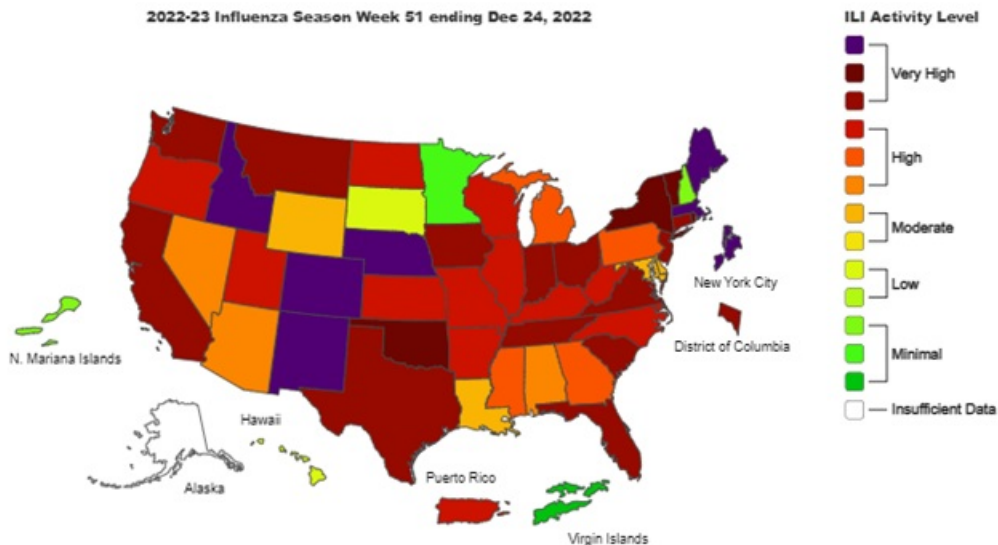 2022-23 Influenza Season Week 51 ending Dec 24, 2022
ILI Activity Level
Very High
High
Moderate
Low
Minimal
Insufficient Data
New York City
District of Columbia
N. Mariana Islands
Hawaii
Alaska
Puerto Rico
Virgin Islands